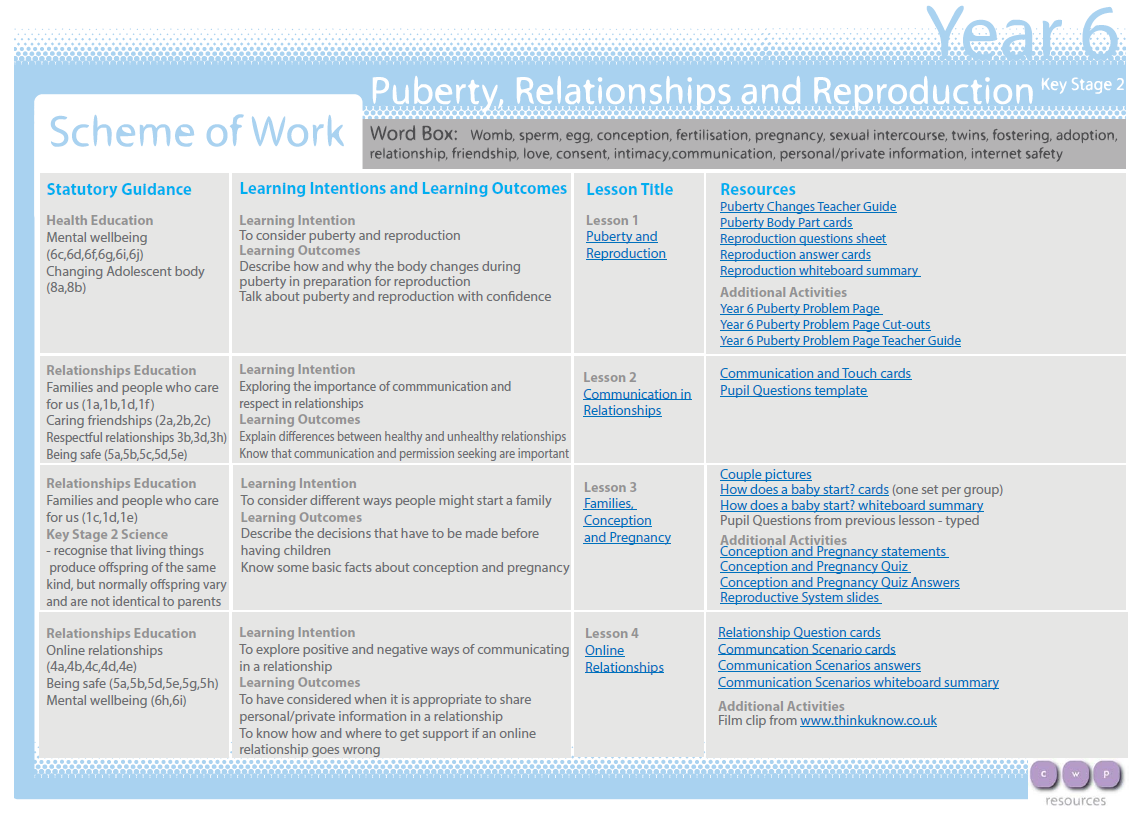 Year 6
Puberty, Relationships and Reproduction Key Stage 2
Scheme of Work
Word Box: Womb, sperm, egg, conception, fertilisation, pregnancy, sexual intercourse, twins, fostering, adoption,
relationship, friendship, love, consent, intimacy,communication, personal/private information, internet safety
Statutory Guidance
Learning Intentions and Learning Outcomes
Lesson Title
Resources
Health Education
Mental wellbeing
(6c,6d,6f,6g,6i,6j)
Changing Adolescent body
(8a,8b)
Learning Intention
To consider puberty and reproduction
Learning Outcomes
Describe how and why the body changes during
puberty in preparation for reproduction
Talk about puberty and reproduction with confidence
Lesson 1
Puberty and
Reproduction
Puberty Changes Teacher Guide
Puberty Body Part cards
Reproduction questions sheet
Reproduction answer cards
Reproduction whiteboard summary
Additional Activities
Year 6 Puberty Problem Page
Year 6 Puberty Problem Page Cut-outs
Year 6 Puberty Problem Page Teacher Guide
Relationships Education
Families and people who care
for us (1a,1b,1d,1f)
Caring friendships (2a,2b,2c)
Respectful relationships 3b,3d,3h)
Being safe (5a,5b,5c,5d,5e)
Learning Intention
Exploring the importance of commmunication and
respect in relationships
Learning Outcomes
Explain differences between healthy and unhealthy relationships
Know that communication and permission seeking are important
Lesson 2
Communication in
Relationships
Communication and Touch cards
Pupil Questions template
Relationships Education
Families and people who care
for us (1c,1d,1e)
Key Stage 2 Science
- recognise that living things
produce offspring of the same
kind, but normally offspring vary
and are not identical to parents
Learning Intention
To consider different ways people might start a family
Learning Outcomes
Describe the decisions that have to be made before
having children
Know some basic facts about conception and pregnancy
Lesson 3
Families,
Conception
and Pregnancy
Couple pictures
How does a baby start? cards (one set per group)
How does a baby start? whiteboard summary
Pupil Questions from previous lesson - typed
Additional Activities
Conception and Pregnancy statements
Conception and Pregnancy Quiz
Conception and Pregnancy Quiz Answers
Reproductive System slides
Relationships Education
Online relationships
(4a,4b,4c,4d,4e)
Being safe (5a,5b,5d,5e,5g,5h)
Mental wellbeing (6h,6i)
Learning Intention
To explore positive and negative ways of communicating
in a relationship
Learning Outcomes
To have considered when it is appropriate to share
personal/private information in a relationship
To know how and where to get support if an online
relationship goes wrong
Lesson 4
Online
Relationships
Relationship Question cards
Communcation Scenario cards
Communication Scenarios answers
Communication Scenarios whiteboard summary
Additional Activities
Film clip from www.thinkuknow.co.uk
c w p
resources